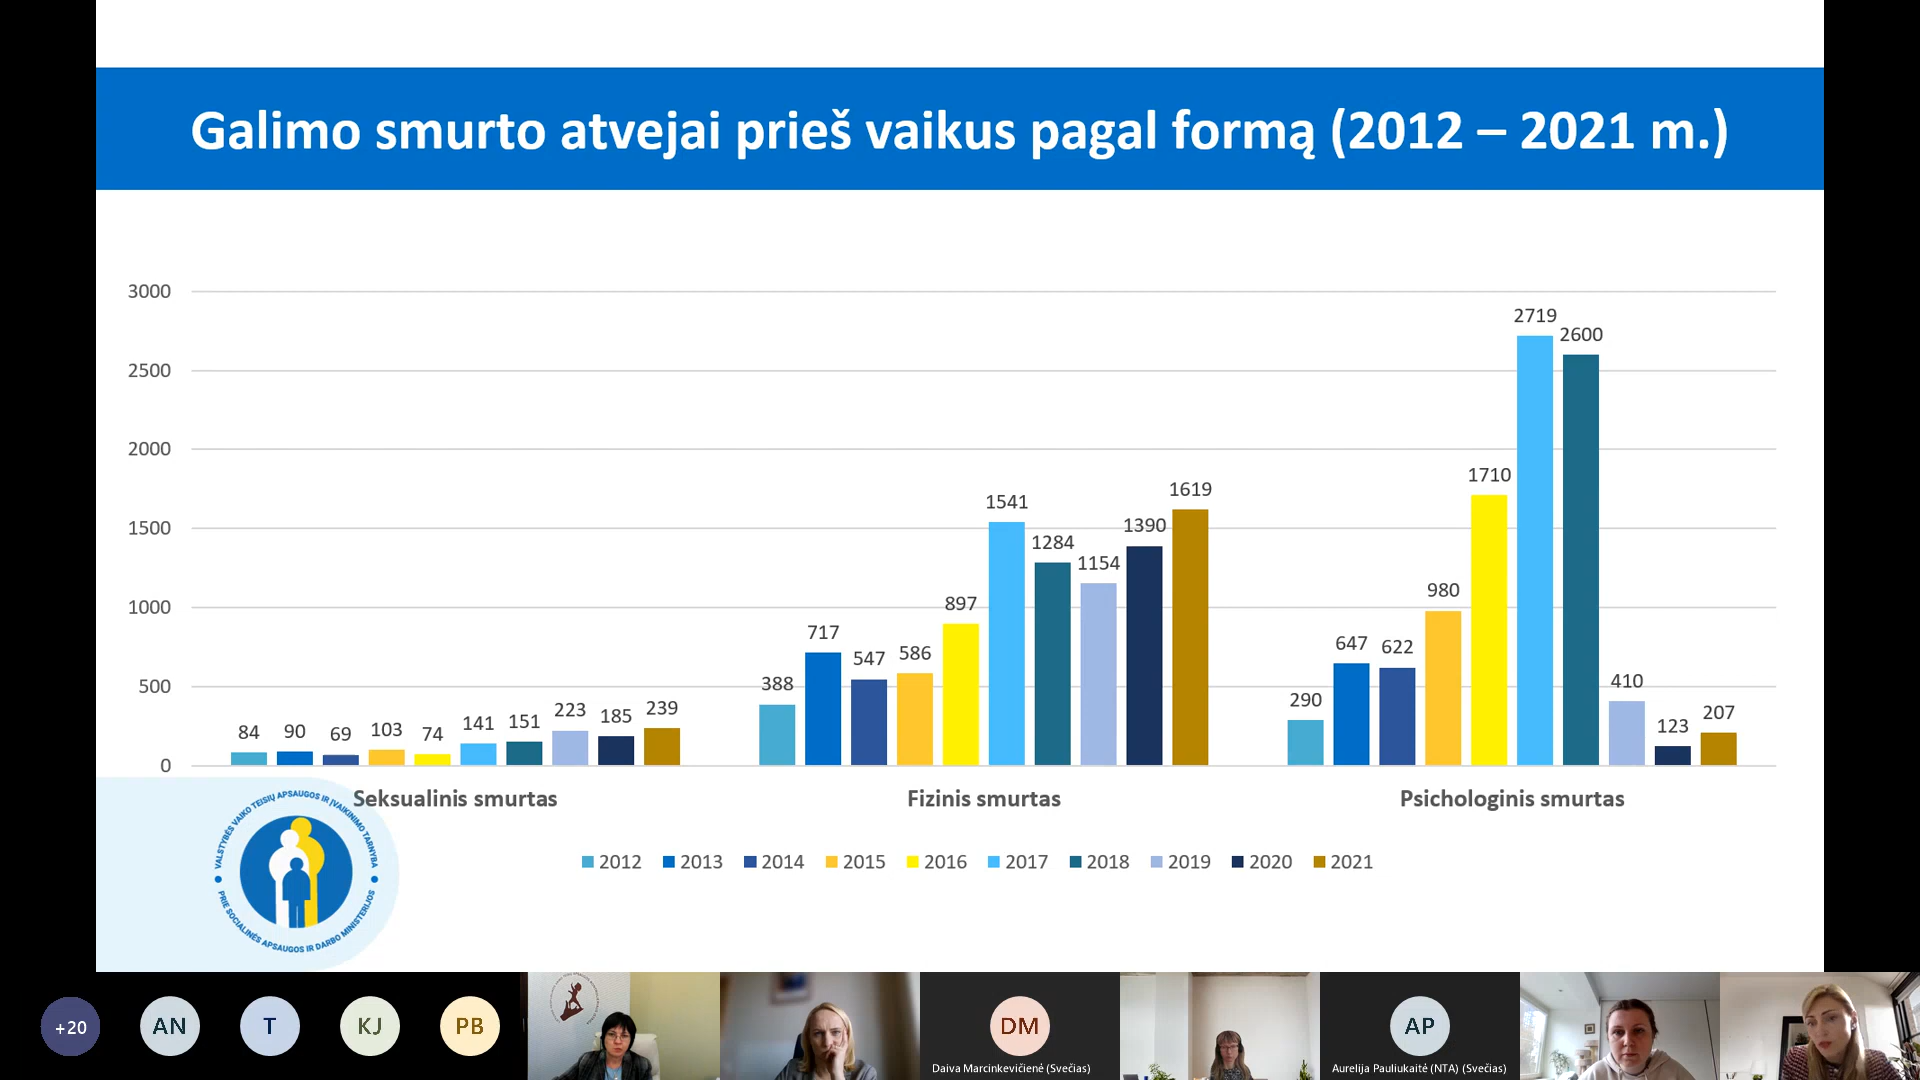 Galimo smurto atvejai prieš vaikus pagal formą (2012 – 2021 m.)
3000
2500
2000
1500
1000
500
0
84 90 69 103 74 141 151 223 185 239
388 717 547 586 897 1541 1284 1154 1390 1619
290 647 622 980 1710 2719 2600 410 123 207
Seksualinis smurtas Fizinis smurtas Psichologinis smurtas
2012 2013 2014 2015 2016 2017 2018 2019 2020 2021
VALSTYBĖS VAIKO TEISIŲ APSAUGOS IR ĮVAIKINIMO TARNYBA
PRIE SOCIALINĖS APSAUGOS IR DARBO MINISTERIJOS
+20 AN T KJ PB DM AP
Daiva Marcinkevičienė (Svečias) Aurelija Pauliukaitė (NTA) (Svečias)